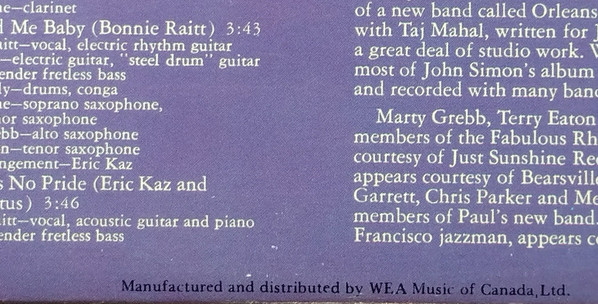 ne—clarinet
d Me Baby (Bonnie Raitt) 3:43
itt—vocal, electric rhythm guitar
—electric guitar, "steel drum" guitar
ender fretless bass
ly—drums, conga
ne—soprano saxophone,
nor saxophone
ebb—alto saxophone
n—tenor saxophone
ngement—Eric Kaz
s No Pride (Eric Kaz and
tus) 3:46
itt—vocal, acoustic guitar and piano
ender fretless bass
of a new band called Orleans
with Taj Mahal, written for J
a great deal of studio work. W
most of John Simon's album
and recorded with many band
Marty Grebb, Terry Eaton
members of the Fabulous Rh
courtesy of Just Sunshine Rec
appears courtesy of Bearsville
Garrett, Chris Parker and Me
members of Paul's new band.
Francisco jazzman, appears co
Manufactured and distributed by WEA Music of Canada, Ltd.